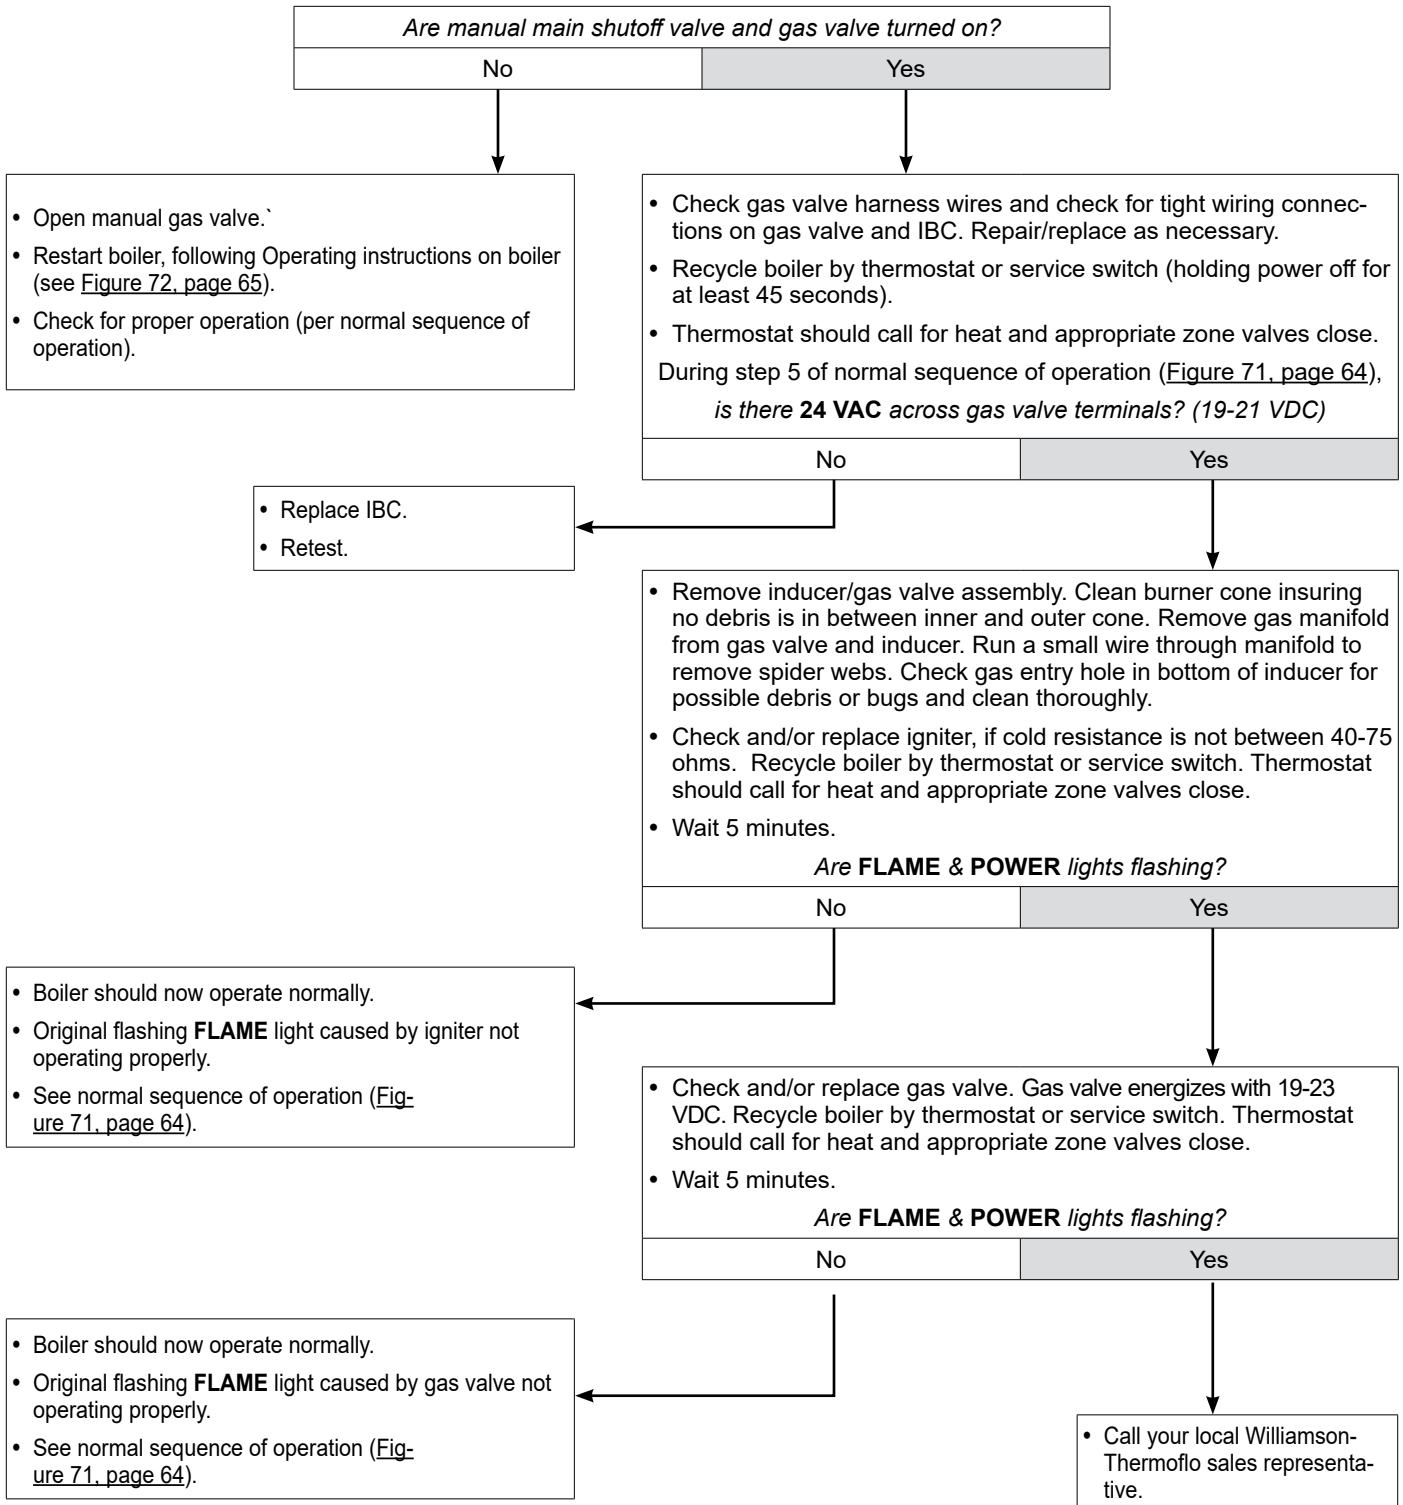 Are manual main shutoff valve and gas valve turned on?
No
Yes
• Open manual gas valve.`
• Restart boiler, following Operating instructions on boiler
(see Figure 72, page 65).
• Check for proper operation (per normal sequence of
operation).
• Check gas valve harness wires and check for tight wiring connec-
tions on gas valve and IBC. Repair/replace as necessary.
• Recycle boiler by thermostat or service switch (holding power off for
at least 45 seconds).
• Thermostat should call for heat and appropriate zone valves close.
During step 5 of normal sequence of operation (Figure 71, page 64),
is there 24 VAC across gas valve terminals? (19-21 VDC)
No
Yes
• Replace IBC.
• Retest.
• Remove inducer/gas valve assembly. Clean burner cone insuring
no debris is in between inner and outer cone. Remove gas manifold
from gas valve and inducer. Run a small wire through manifold to
remove spider webs. Check gas entry hole in bottom of inducer for
possible debris or bugs and clean thoroughly.
• Check and/or replace igniter, if cold resistance is not between 40-75
ohms.  Recycle boiler by thermostat or service switch. Thermostat
should call for heat and appropriate zone valves close.
• Wait 5 minutes.
Are FLAME & POWER lights flashing?
No
Yes
• Boiler should now operate normally.
• Original flashing FLAME light caused by igniter not
operating properly.
• See normal sequence of operation (Fig-
ure 71, page 64).
• Check and/or replace gas valve. Gas valve energizes with 19-23
VDC. Recycle boiler by thermostat or service switch. Thermostat
should call for heat and appropriate zone valves close.
• Wait 5 minutes.
Are FLAME & POWER lights flashing?
No
Yes
• Boiler should now operate normally.
• Original flashing FLAME light caused by gas valve not
operating properly.
• See normal sequence of operation (Fig-
ure 71, page 64).
• Call your local Williamson-
Thermoflo sales representa-
tive.